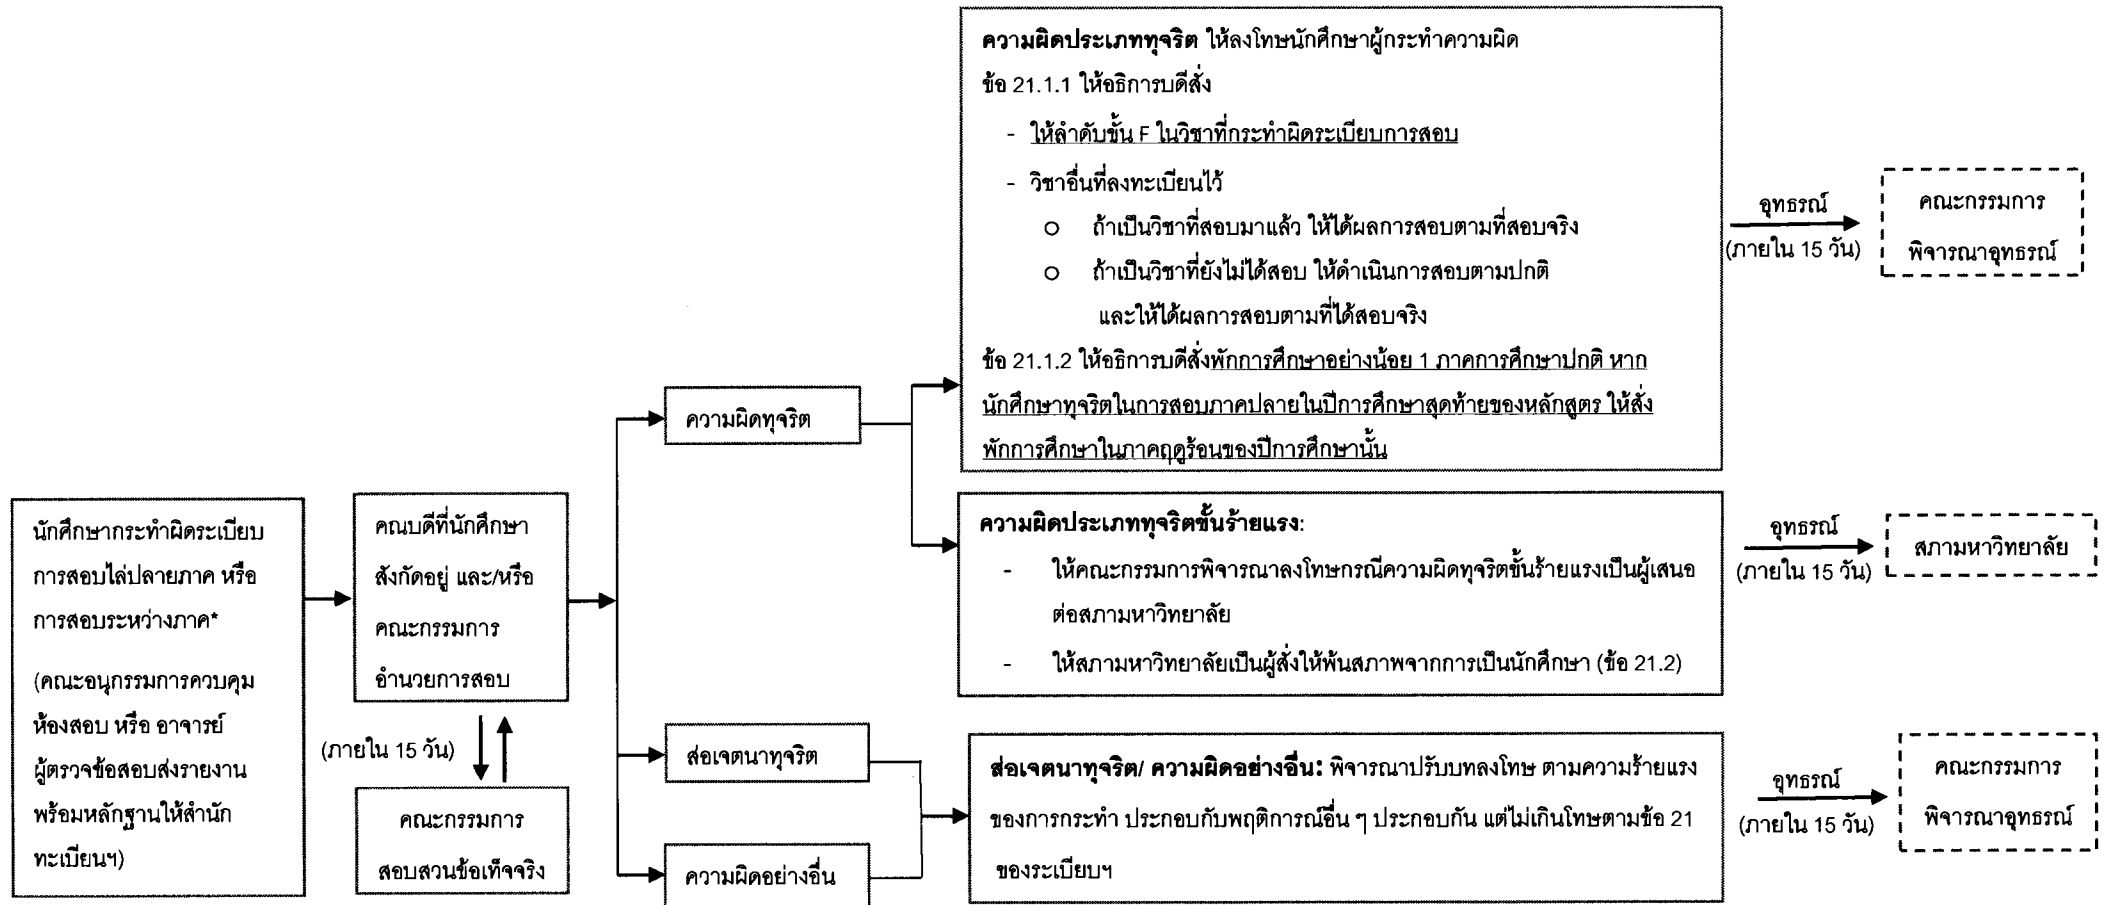 นักศึกษากระทำผิดระเบียบ
การสอบไล่ปลายภาค หรือ
การสอบระหว่างภาค*
(คณะอนุกรรมการควบคุม
ห้องสอบ หรือ อาจารย์
ผู้ตรวจข้อสอบส่งรายงาน
พร้อมหลักฐานให้สำนัก
ทะเบียนฯ)
คณบดีที่นักศึกษา
สังกัดอยู่ และ/หรือ
คณะกรรมการ
อำนวยการสอบ
(ภายใน 15 วัน)
คณะกรรมการ
สอบสวนข้อเท็จจริง
ความผิดทุจริต
ส่อเจตนาทุจริต
ความผิดอย่างอื่น
ความผิดประเภททุจริต ให้ลงโทษนักศึกษาผู้กระทำความผิด
ข้อ 21.1.1 ให้อธิการบดีสั่ง
- ให้ลำดับขั้น F ในวิชาที่กระทำผิดระเบียบการสอบ
- วิชาอื่นที่ลงทะเบียนไว้
o ถ้าเป็นวิชาที่สอบมาแล้ว ให้ได้ผลการสอบตามที่สอบจริง
o ถ้าเป็นวิชาที่ยังไม่ได้สอบ ให้ดำเนินการสอบตามปกติ
และให้ได้ผลการสอบตามที่ได้สอบจริง
ข้อ 21.1.2 ให้อธิการบดีสั่งพักการศึกษาอย่างน้อย 1 ภาคการศึกษาปกติ หาก
นักศึกษาทุจริตในการสอบภาคปลายในปีการศึกษาสุดท้ายของหลักสูตร ให้สั่ง
พักการศึกษาในภาคฤดูร้อนของปีการศึกษานั้น
อุทธรณ์
(ภายใน 15 วัน)
คณะกรรมการ
พิจารณาอุทธรณ์
ความผิดประเภททุจริตขั้นร้ายแรง:
- ให้คณะกรรมการพิจารณาลงโทษกรณีความผิดทุจริตขั้นร้ายแรงเป็นผู้เสนอ
ต่อสภามหาวิทยาลัย
- ให้สภามหาวิทยาลัยเป็นผู้สั่งให้พ้นสภาพจากการเป็นนักศึกษา (ข้อ 21.2)
อุทธรณ์
(ภายใน 15 วัน)
สภามหาวิทยาลัย
ส่อเจตนาทุจริต/ ความผิดอย่างอื่น: พิจารณาปรับบทลงโทษ ตามความร้ายแรง
ของการกระทำ ประกอบกับพฤติการณ์อื่น ๆ ประกอบกัน แต่ไม่เกินโทษตามข้อ 21
ของระเบียบฯ
อุทธรณ์
(ภายใน 15 วัน)
คณะกรรมการ
พิจารณาอุทธรณ์